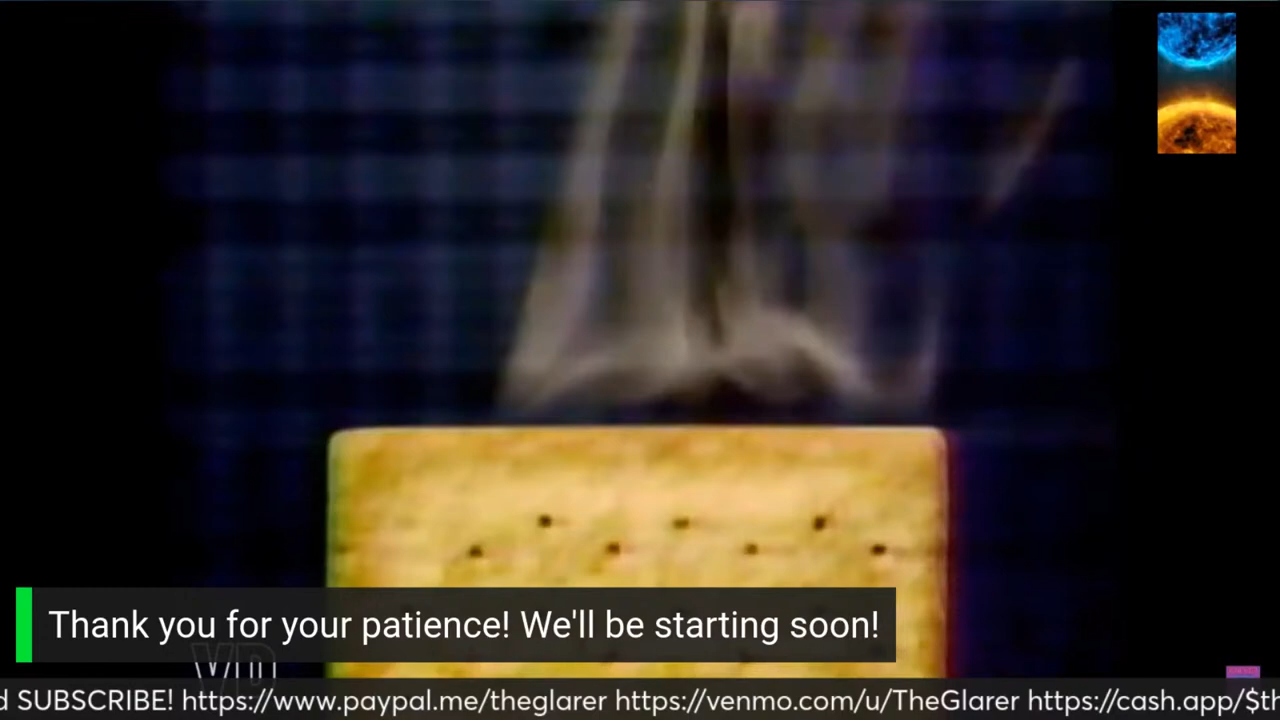 Thank you for your patience! We'll be starting soon!
d SUBSCRIBE! https://www.paypal.me/theglarer https://venmo.com/u/TheGlarer https://cash.app/$th